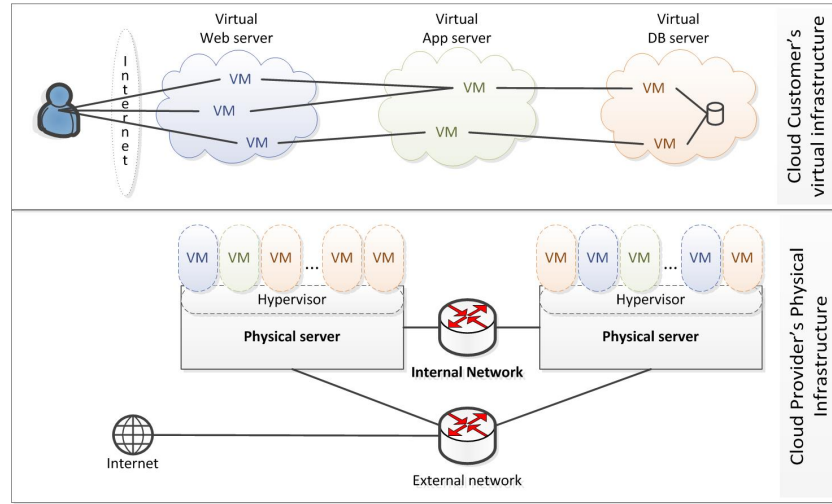 Virtual
Web server
Virtual
App server
Virtual
DB server
Internet
VM
VM
VM
VM
VM
VM
VM
Cloud Customer's
virtual infrastructure
VM VM VM ... VM VM
Hypervisor
Physical server
VM VM VM ... VM VM
Hypervisor
Physical server
Internal Network
Internet
External network
Cloud Provider's Physical
Infrastructure